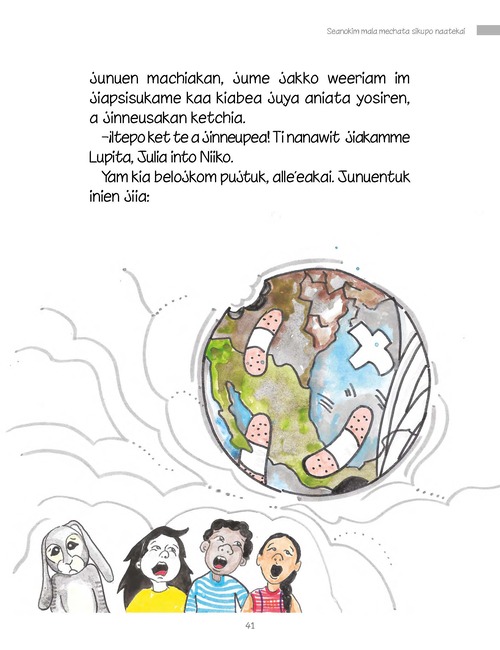 Seanokim mala mechata sikupo naatekai
junuen machiakan, jume jakko weeriam im
jiapsisukame kaa kiabea juya aniata yosiren,
a jinneusakan ketchia.
–iItepo ket te a jinneupea! Ti nanawit jiakamme
Lupita, Julia into Niiko.
Yam kia belojkom pujtuk, alle'eakai. Junuentuk
inien jiia:
41